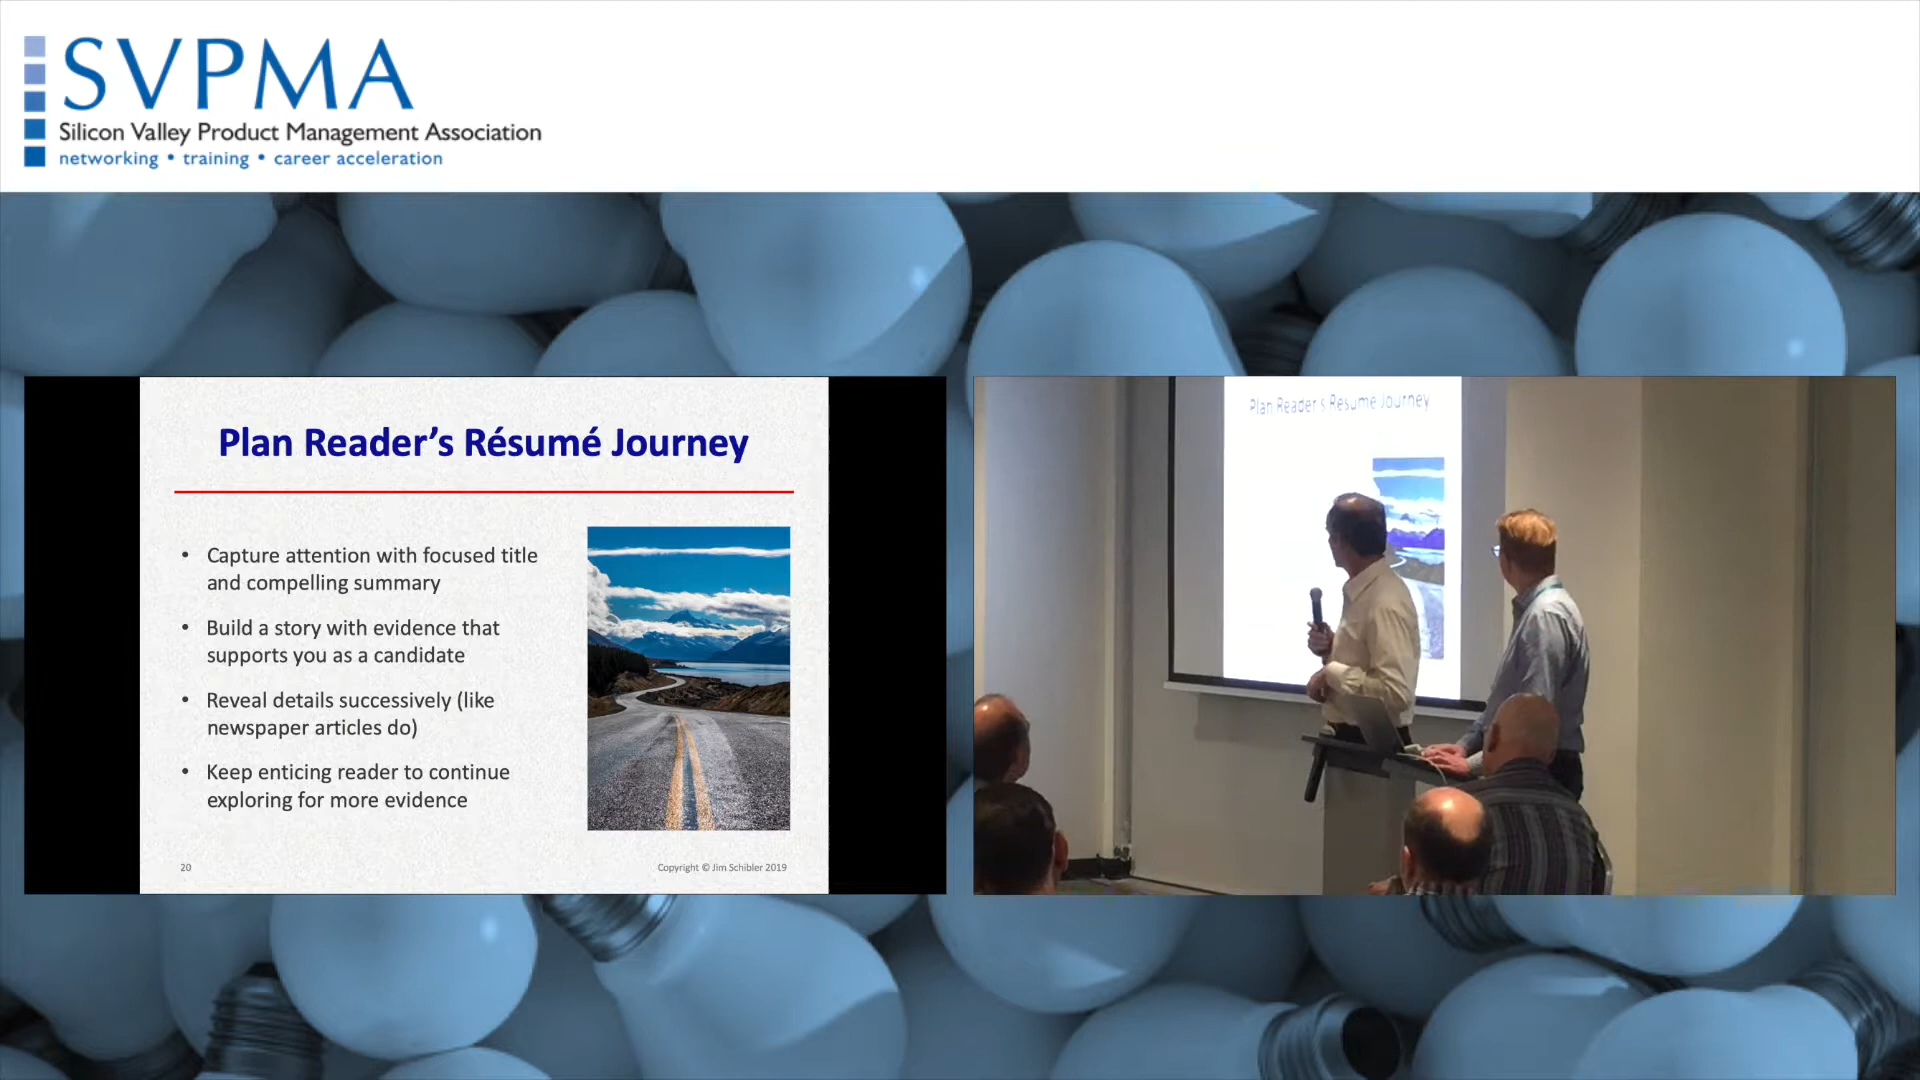 SVPMA
Silicon Valley Product Management Association
networking • training • career acceleration
Plan Reader’s Résumé Journey
• Capture attention with focused title
and compelling summary
• Build a story with evidence that
supports you as a candidate
• Reveal details successively (like
newspaper articles do)
• Keep enticing reader to continue
exploring for more evidence
20
Copyright © Jim Schibler 2019
Plan Reader's Résumé Journey